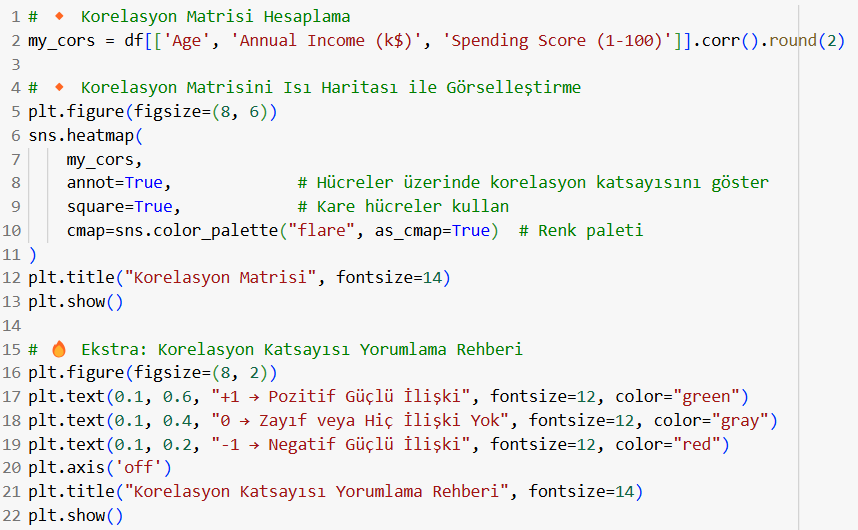 1 # 🔸 Korelasyon Matrisi Hesaplama
2 my_cors = df[['Age', 'Annual Income (k$)', 'Spending Score (1-100)']].corr().round(2)
3
4 # 🔸 Korelasyon Matrisini Isı Haritası ile Görselleştirme
5 plt.figure(figsize=(8, 6))
6 sns.heatmap(
7     my_cors,
8     annot=True,             # Hücreler üzerinde korelasyon katsayısını göster
9     square=True,            # Kare hücreler kullan
10     cmap=sns.color_palette("flare", as_cmap=True)  # Renk paleti
11 )
12 plt.title("Korelasyon Matrisi", fontsize=14)
13 plt.show()
14
15 # 🔥 Ekstra: Korelasyon Katsayısı Yorumlama Rehberi
16 plt.figure(figsize=(8, 2))
17 plt.text(0.1, 0.6, "+1 → Pozitif Güçlü İlişki", fontsize=12, color="green")
18 plt.text(0.1, 0.4, "0 → Zayıf veya Hiç İlişki Yok", fontsize=12, color="gray")
19 plt.text(0.1, 0.2, "-1 → Negatif Güçlü İlişki", fontsize=12, color="red")
20 plt.axis('off')
21 plt.title("Korelasyon Katsayısı Yorumlama Rehberi", fontsize=14)
22 plt.show()